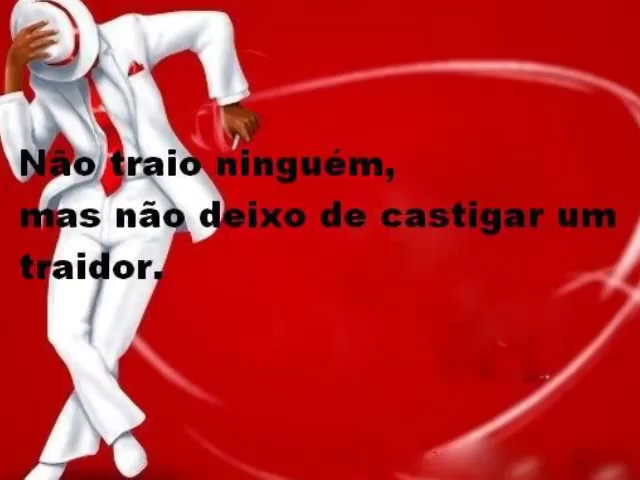 Não traio ninguém,
mas não deixo de castigar um
traidor.